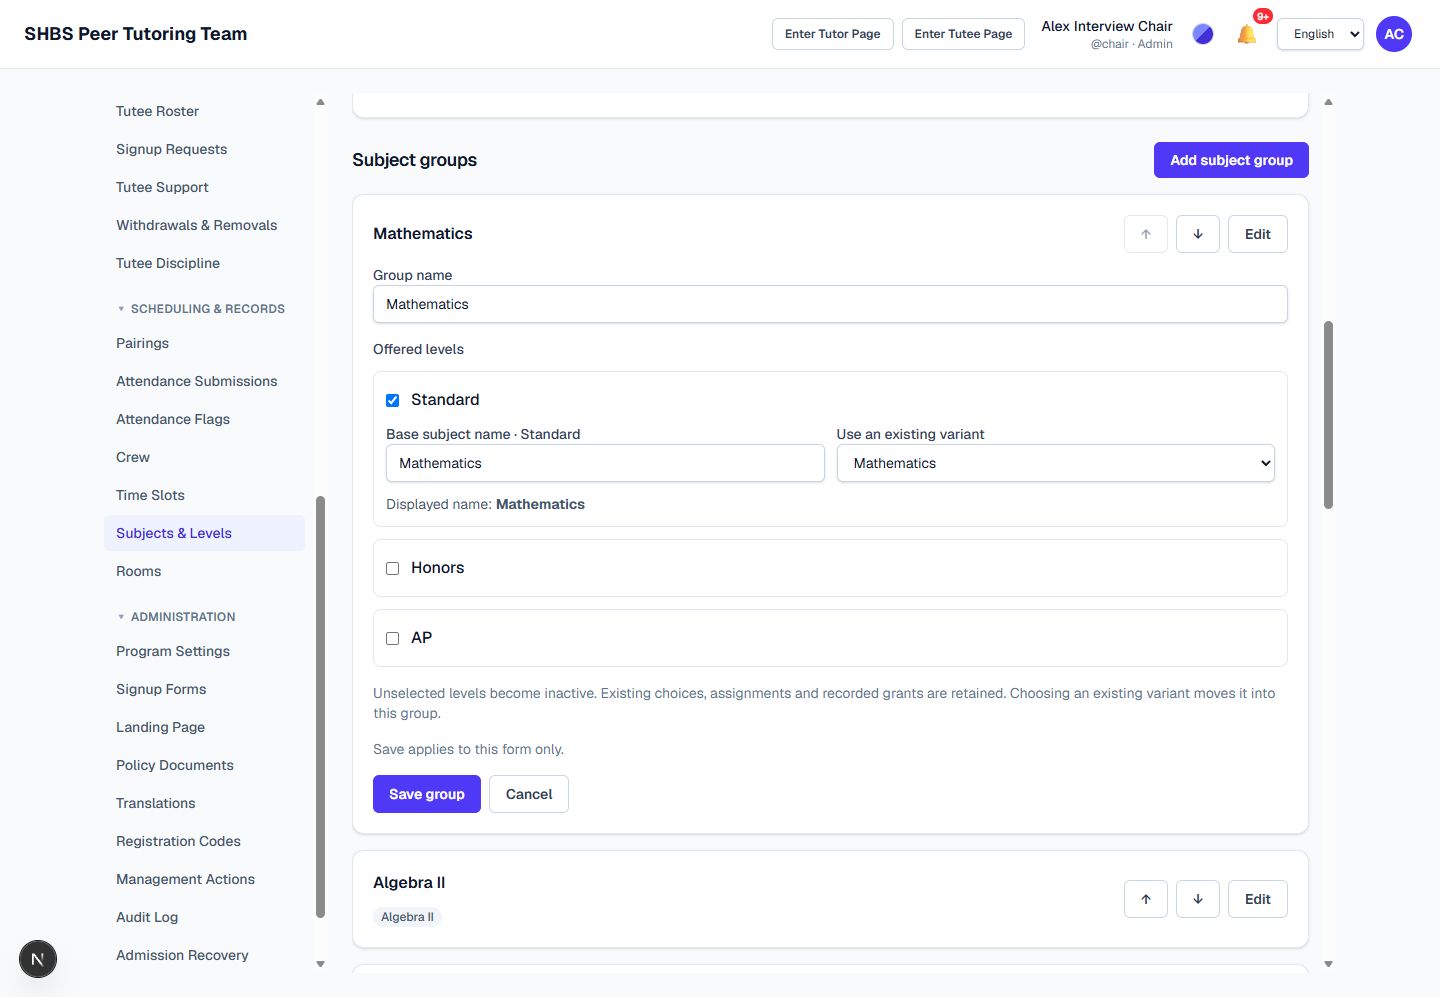 SHBS Peer Tutoring Team
Enter Tutor Page
Enter Tutee Page
Alex Interview Chair
@chair · Admin
9+
English
AC
Tutee Roster
Signup Requests
Tutee Support
Withdrawals & Removals
Tutee Discipline
SCHEDULING & RECORDS
Pairings
Attendance Submissions
Attendance Flags
Crew
Time Slots
Subjects & Levels
Rooms
ADMINISTRATION
Program Settings
Signup Forms
Landing Page
Policy Documents
Translations
Registration Codes
Management Actions
Audit Log
Admission Recovery
N
Subject groups
Add subject group
Mathematics
↑
↓
Edit
Group name
Mathematics
Offered levels
Standard
Base subject name · Standard
Use an existing variant
Mathematics
Mathematics
Displayed name: Mathematics
Honors
AP
Unselected levels become inactive. Existing choices, assignments and recorded grants are retained. Choosing an existing variant moves it into
this group.
Save applies to this form only.
Save group
Cancel
Algebra II
Algebra II
↑
↓
Edit